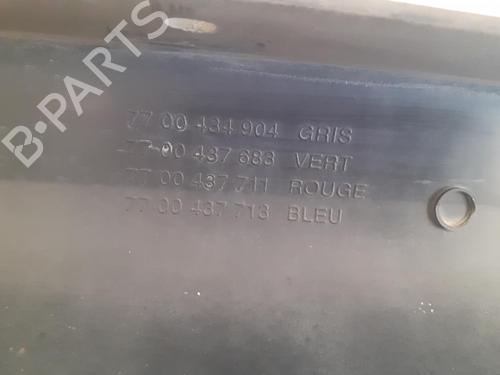 B-PARTS
77 00 434 904 GRIS
77 00 437 683 VERT
77 00 437 711 ROUGE
77 00 437 713 BLEU